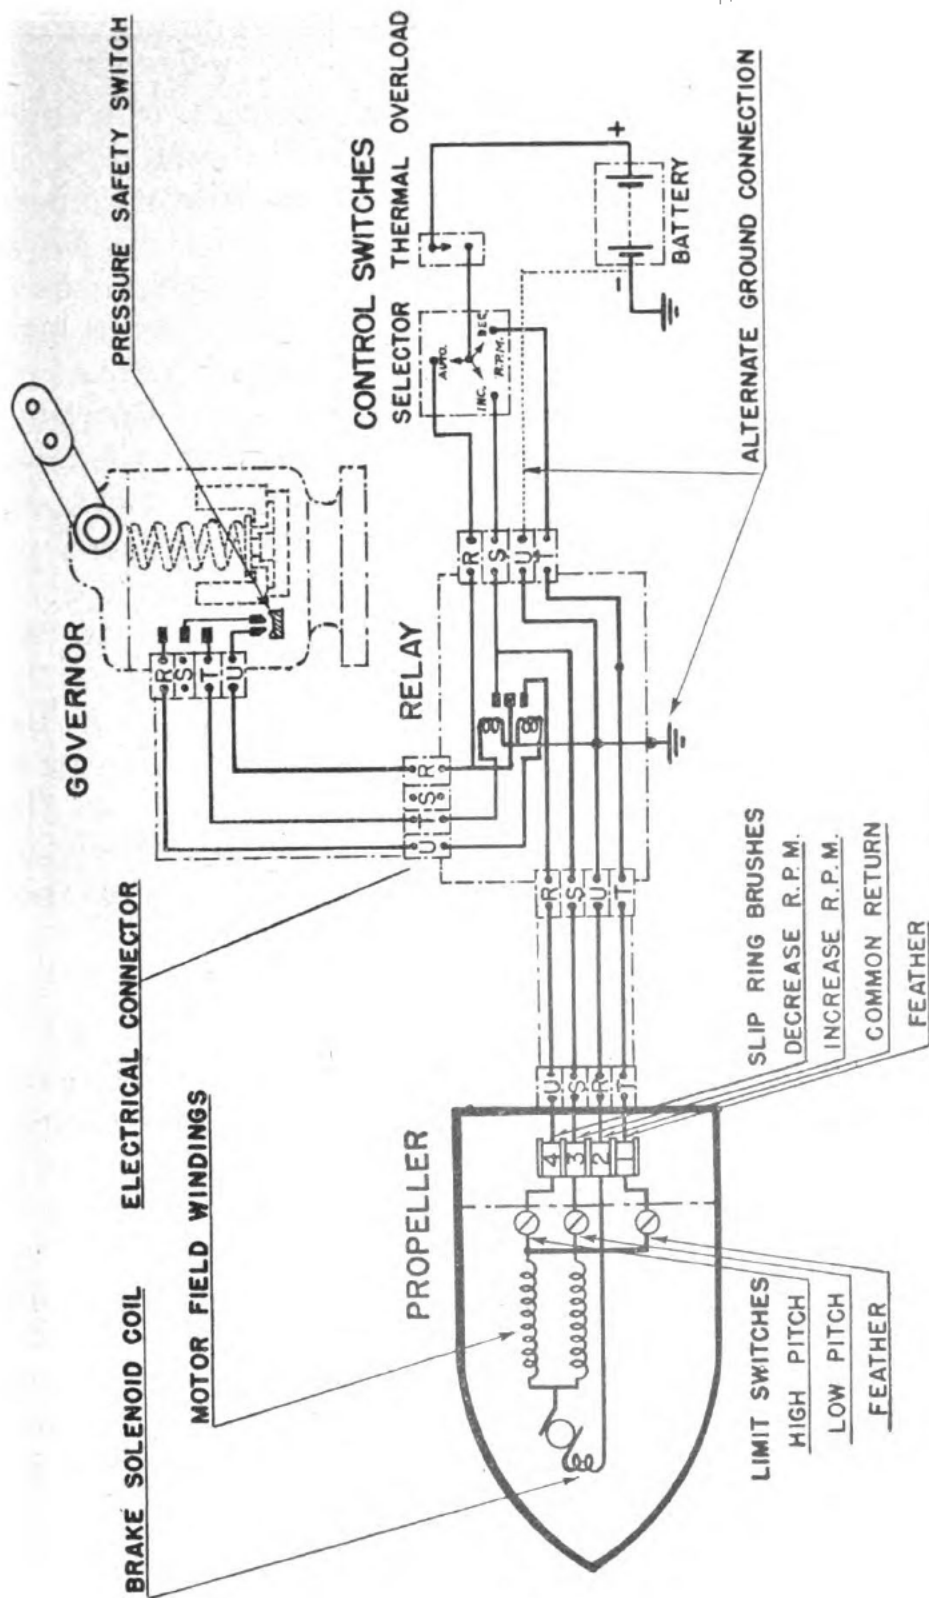 BRAKE SOLENOID COIL
ELECTRICAL CONNECTOR
GOVERNOR
PRESSURE SAFETY SWITCH
MOTOR FIELD WINDINGS
R
S
T
U
CONTROL SWITCHES
SELECTOR
THERMAL OVERLOAD
AUTO.
INC.
DEC.
R.P.M.
RELAY
U
T
S
R
R
S
U
T
+
-
BATTERY
PROPELLER
4
3
2
1
U
S
R
T
R
S
U
T
LIMIT SWITCHES
HIGH PITCH
LOW PITCH
FEATHER
SLIP RING BRUSHES
DECREASE R.P.M.
INCREASE R.P.M.
COMMON RETURN
FEATHER
ALTERNATE GROUND CONNECTION